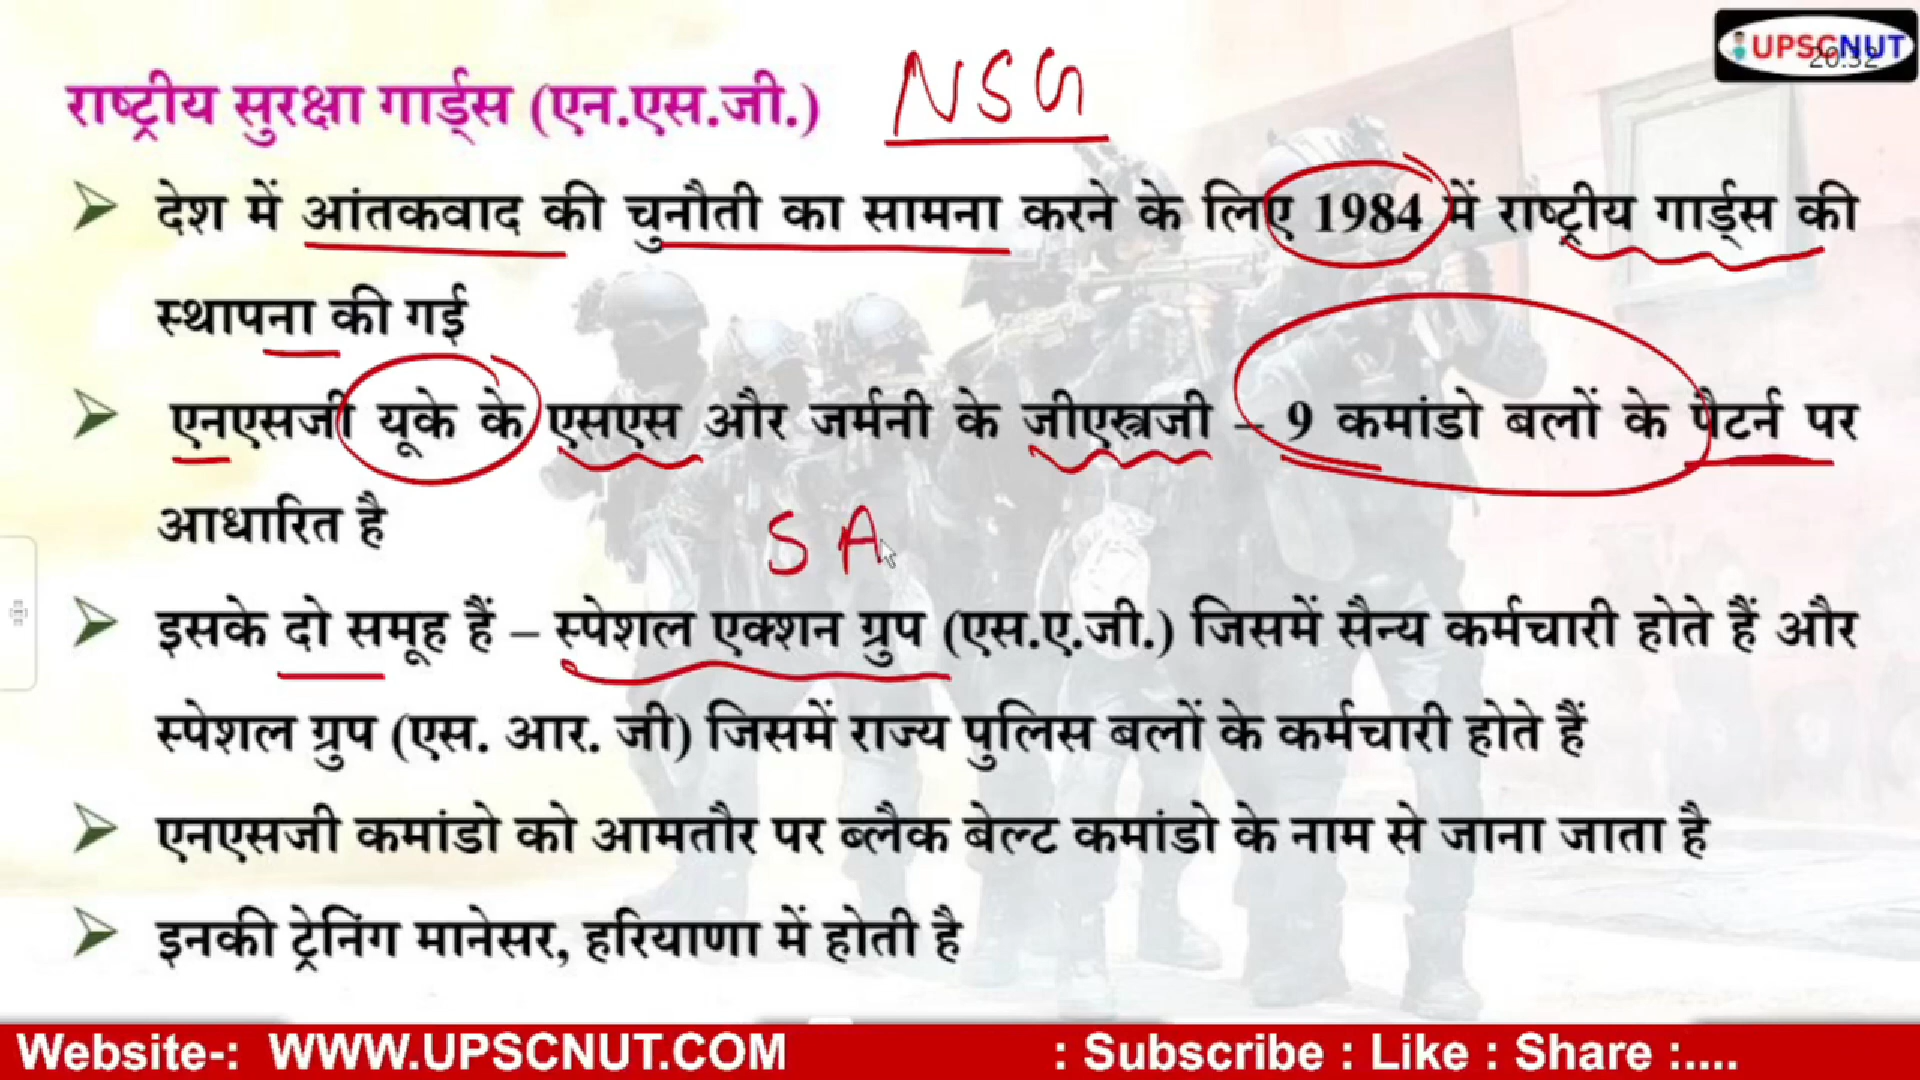 UPSCNUT
20:32
राष्ट्रीय सुरक्षा गार्ड्स (एन.एस.जी.) NSG
देश में आंतकवाद की चुनौती का सामना करने के लिए 1984 में राष्ट्रीय गार्ड्स की
स्थापना की गई
एनएसजी यूके के एसएस और जर्मनी के जीएस्त्रजी – 9 कमांडो बलों के पैटर्न पर
आधारित है
S A
इसके दो समूह हैं – स्पेशल एक्शन ग्रुप (एस.ए.जी.) जिसमें सैन्य कर्मचारी होते हैं और
स्पेशल ग्रुप (एस. आर. जी) जिसमें राज्य पुलिस बलों के कर्मचारी होते हैं
एनएसजी कमांडो को आमतौर पर ब्लैक बेल्ट कमांडो के नाम से जाना जाता है
इनकी ट्रेनिंग मानेसर, हरियाणा में होती है
Website-: WWW.UPSCNUT.COM : Subscribe : Like : Share :....